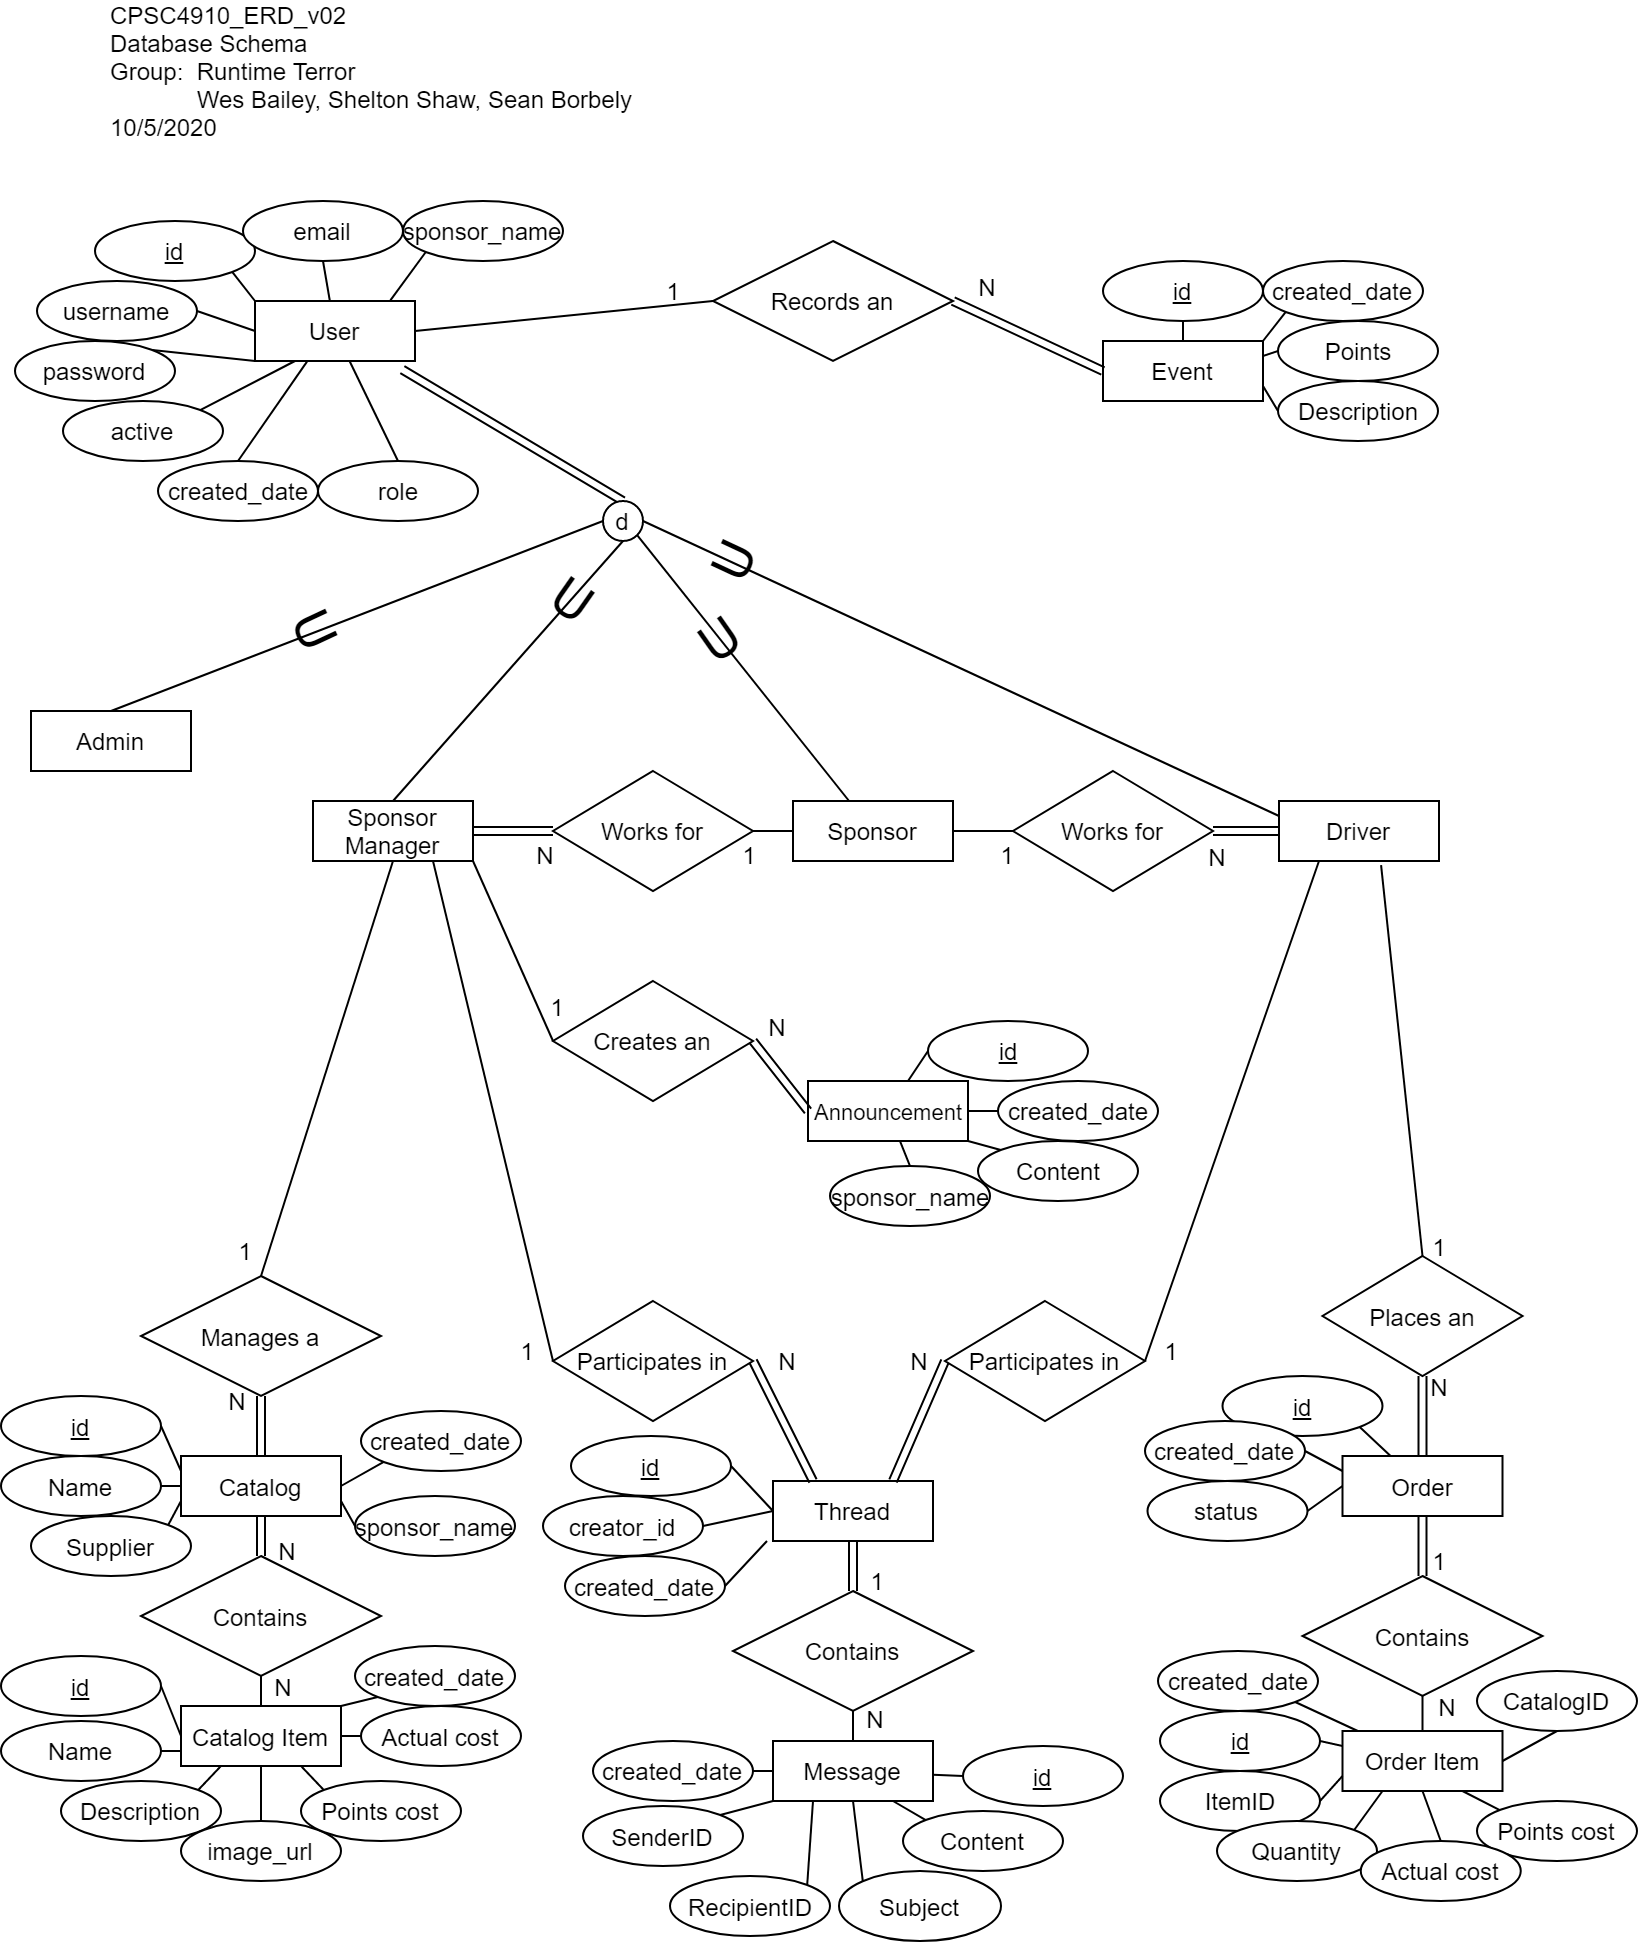 CPSC4910_ERD_v02
Database Schema
Group: Runtime Terror
Wes Bailey, Shelton Shaw, Sean Borbely
10/5/2020
id
email
sponsor_name
username
User
password
active
created_date
role
1
Records an
N
id
created_date
Event
Points
Description
d
Admin
Sponsor
Manager
N
Works for
1
Sponsor
1
Works for
N
Driver
1
Creates an
N
id
Announcement
created_date
Content
sponsor_name
1
Manages a
N
1
Participates in
N
N
Participates in
1
1
Places an
N
id
Name
Supplier
Catalog
created_date
sponsor_name
N
Contains
N
id
Name
Catalog Item
created_date
Actual cost
Description
image_url
Points cost
id
creator_id
created_date
Thread
1
Contains
N
created_date
Message
id
SenderID
RecipientID
Subject
Content
id
created_date
status
Order
1
Contains
N
created_date
id
ItemID
Order Item
CatalogID
Quantity
Actual cost
Points cost